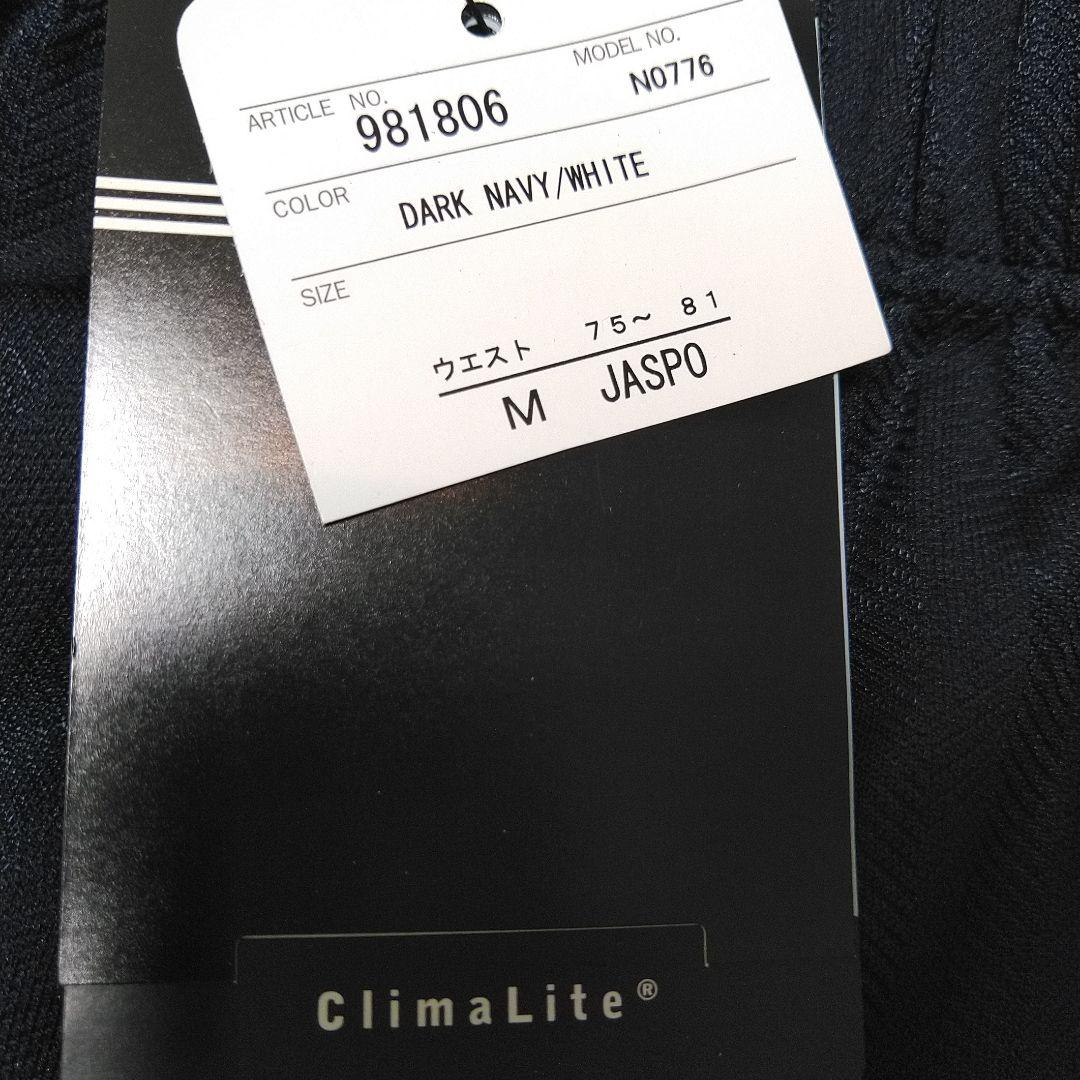 ARTICLE NO. 981806
MODEL NO. N0776
COLOR DARK NAVY/WHITE
SIZE
ウエスト 75~ 81
M JASPO
ClimaLite®